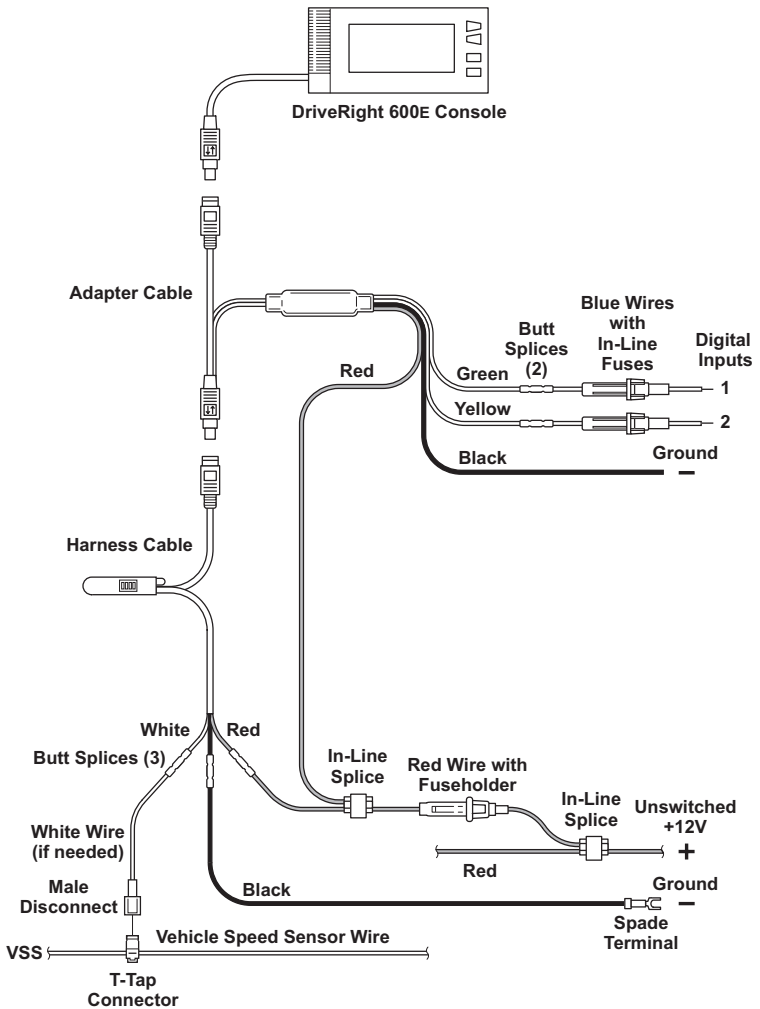 DriveRight 600E Console
Adapter Cable
Blue Wires
with
In-Line
Fuses
Butt
Splices
(2)
Digital
Inputs
Red
Green
1
Yellow
2
Black
Ground
−
Harness Cable
White
Red
Butt Splices (3)
In-Line
Splice
Red Wire with
Fuseholder
In-Line
Splice
Unswitched
+12V
+
White Wire
(if needed)
Red
Male
Disconnect
Black
Ground
−
Spade
Terminal
Vehicle Speed Sensor Wire
VSS
T-Tap
Connector